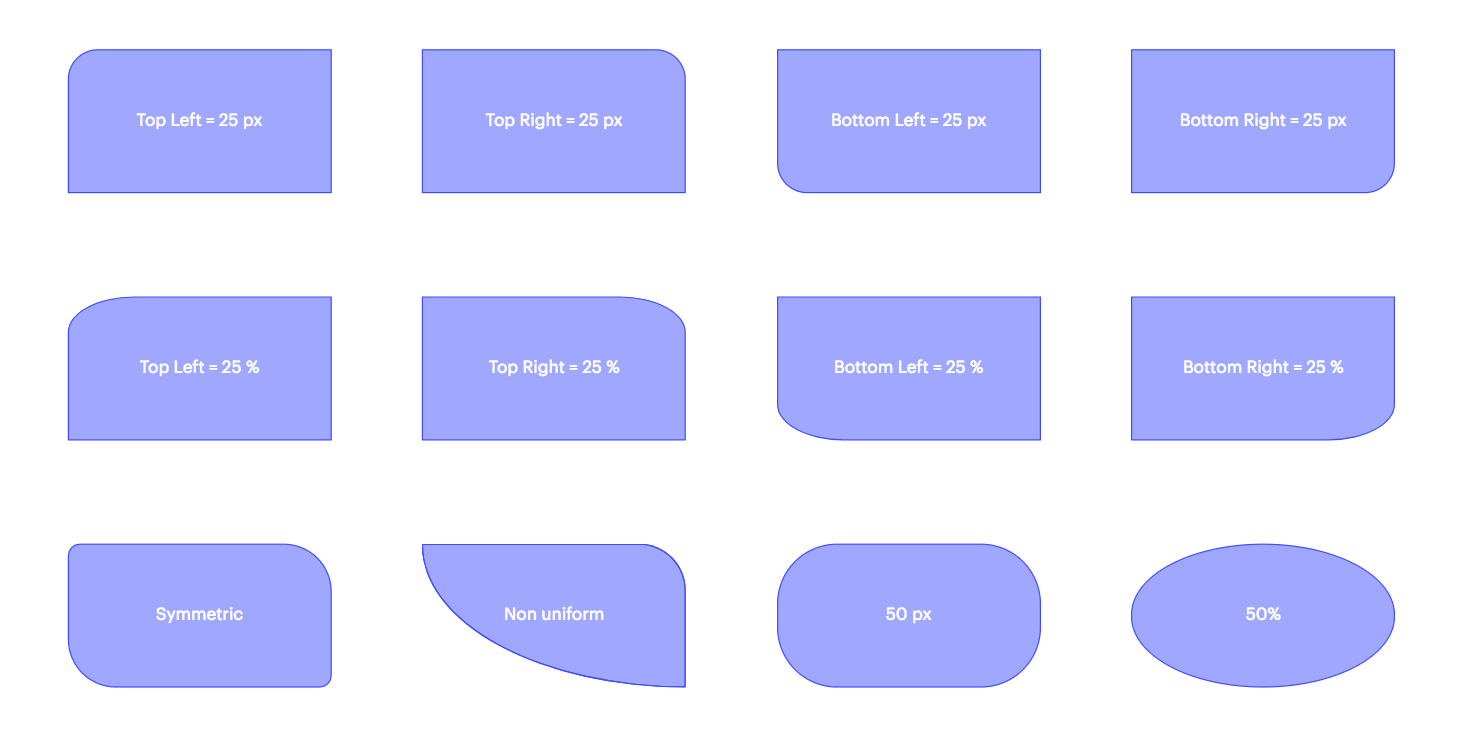 Top Left = 25 px
Top Right = 25 px
Bottom Left = 25 px
Bottom Right = 25 px
Top Left = 25 %
Top Right = 25 %
Bottom Left = 25 %
Bottom Right = 25 %
Symmetric
Non uniform
50 px
50%